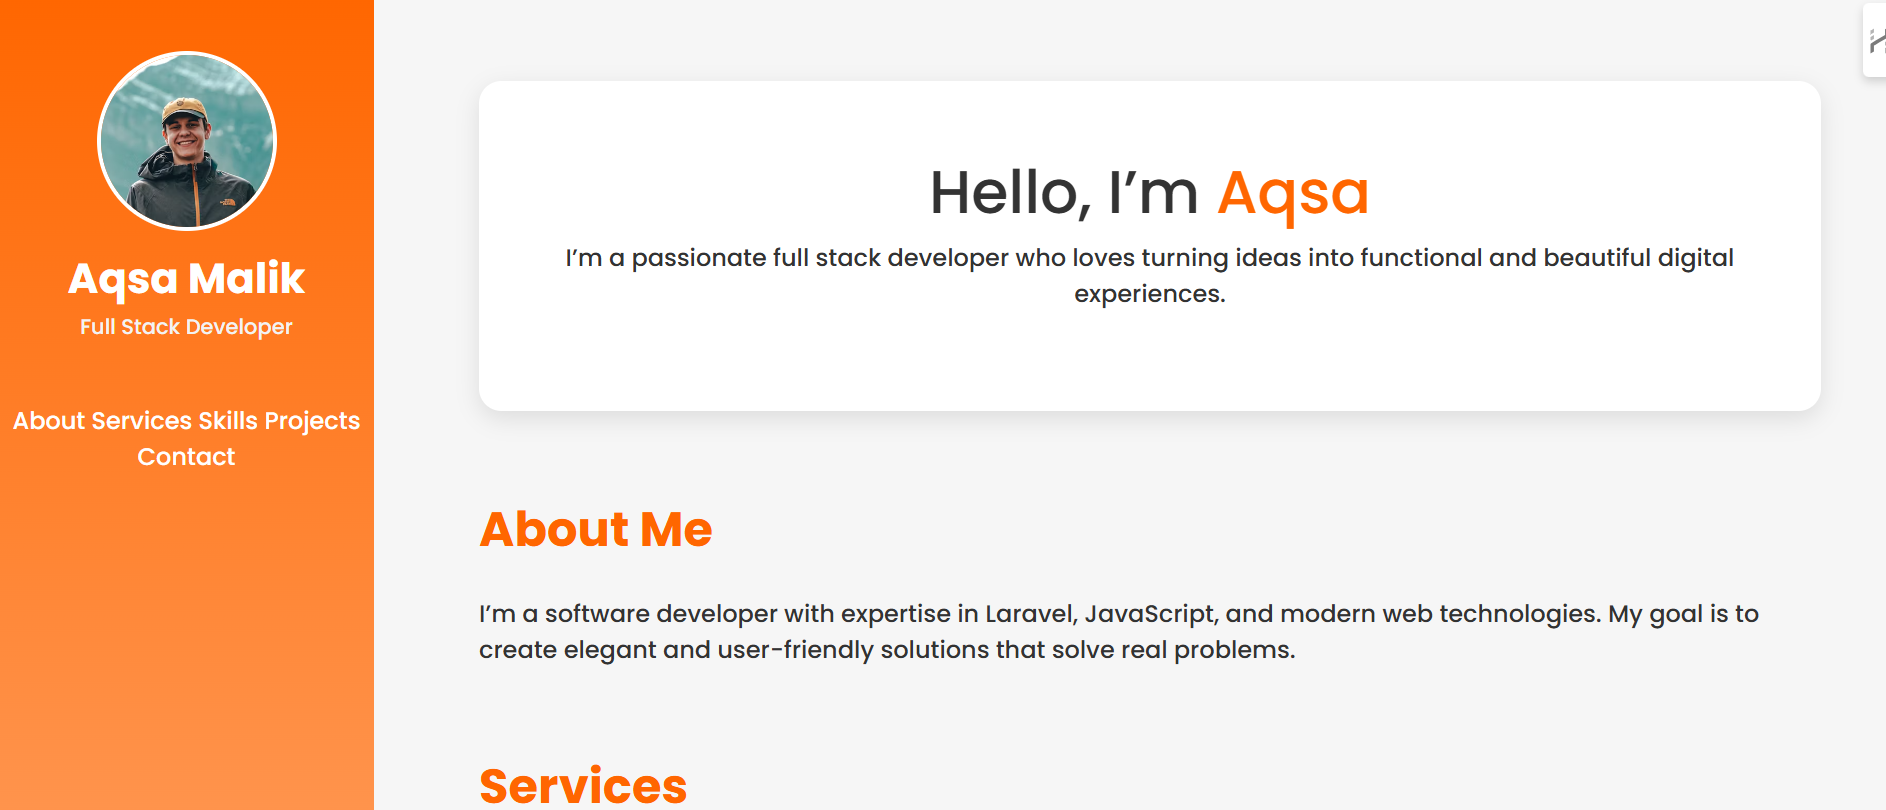 Aqsa Malik
Full Stack Developer
About Services Skills Projects
Contact
Hello, I’m Aqsa
I’m a passionate full stack developer who loves turning ideas into functional and beautiful digital
experiences.
About Me
I’m a software developer with expertise in Laravel, JavaScript, and modern web technologies. My goal is to
create elegant and user-friendly solutions that solve real problems.
Services